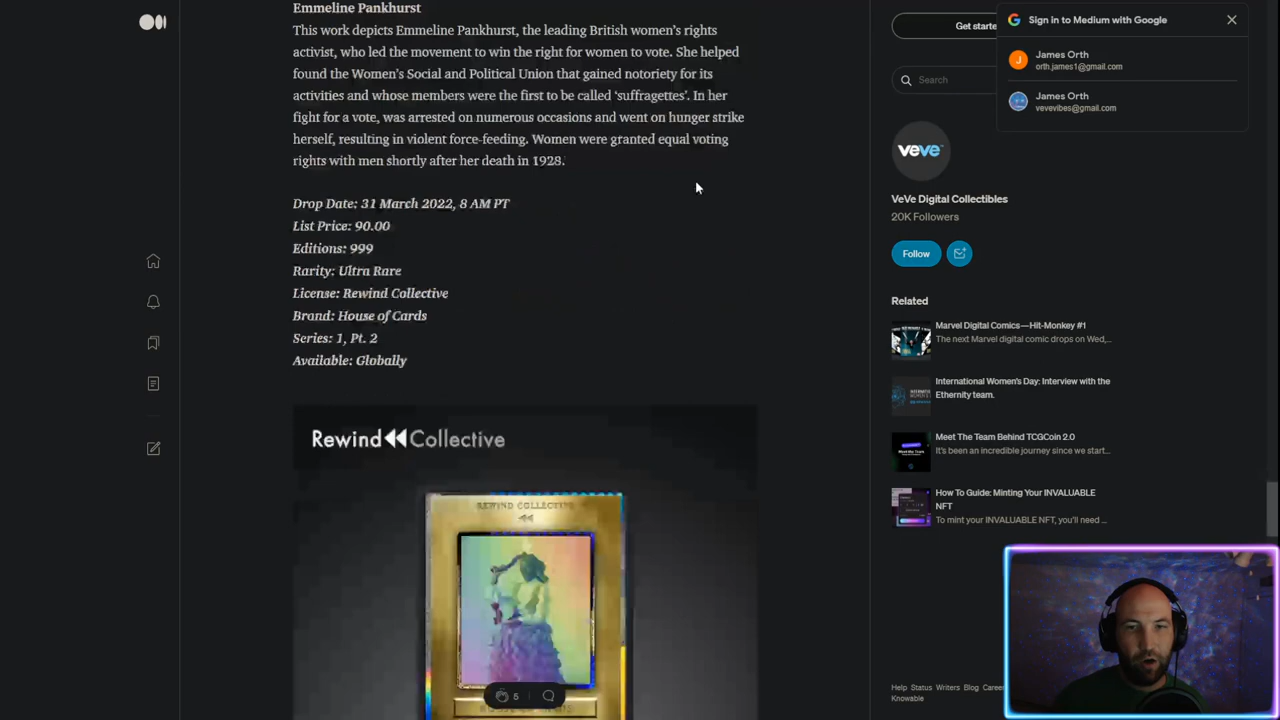 Emmeline Pankhurst
This work depicts Emmeline Pankhurst, the leading British women's rights
activist, who led the movement to win the right for women to vote. She helped
found the Women's Social and Political Union that gained notoriety for its
activities and whose members were the first to be called 'suffragettes'. In her
fight for a vote, was arrested on numerous occasions and went on hunger strike
herself, resulting in violent force-feeding. Women were granted equal voting
rights with men shortly after her death in 1928.
Drop Date: 31 March 2022, 8 AM PT
List Price: 90.00
Editions: 999
Rarity: Ultra Rare
License: Rewind Collective
Brand: House of Cards
Series: 1, Pt. 2
Available: Globally
Rewind Collective
REWIND COLLECTIVE
5
Get starte
Sign in to Medium with Google
J
James Orth
orth.james1@gmail.com
James Orth
vevevibes@gmail.com
Search
VeVe
VeVe Digital Collectibles
20K Followers
Follow
Related
Marvel Digital Comics—Hit-Monkey #1
The next Marvel digital comic drops on Wed,...
International Women's Day: Interview with the
Ethernity team.
Meet The Team Behind TCGCoin 2.0
It's been an incredible journey since we start...
How To Guide: Minting Your INVALUABLE
NFT
To mint your INVALUABLE NFT, you'll need ...
Help Status Writers Blog Caree
Knowable